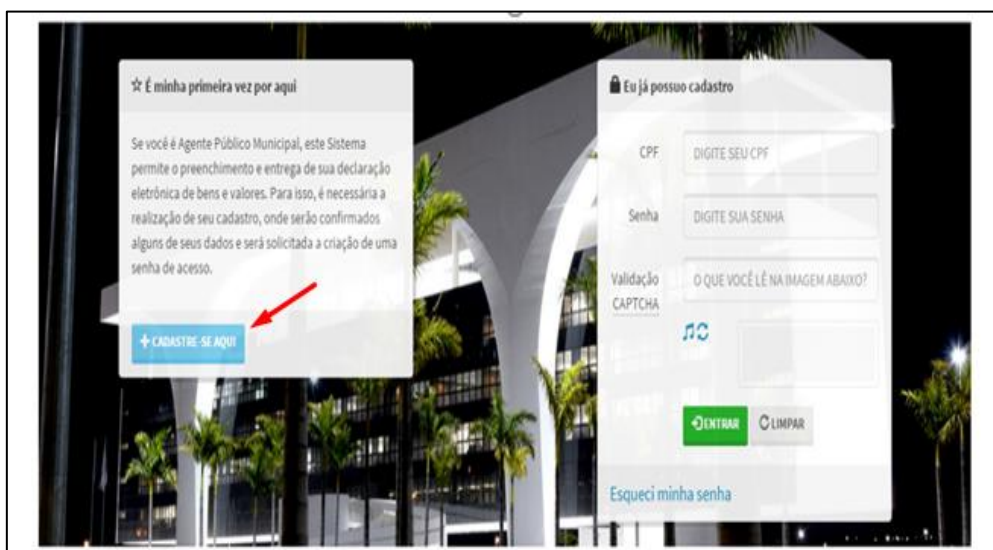 É minha primeira vez por aqui
Se você é Agente Público Municipal, este Sistema
permite o preenchimento e entrega de sua declaração
eletrônica de bens e valores. Para isso, é necessária a
realização de seu cadastro, onde serão confirmados
alguns de seus dados e será solicitada a criação de uma
senha de acesso.
+ CADASTRE-SE AQUI
Eu já possuo cadastro
CPF
DIGITE SEU CPF
Senha
DIGITE SUA SENHA
Validação
CAPTCHA
O QUE VOCÊ LÊ NA IMAGEM ABAIXO?
ENTRAR
LIMPAR
Esqueci minha senha